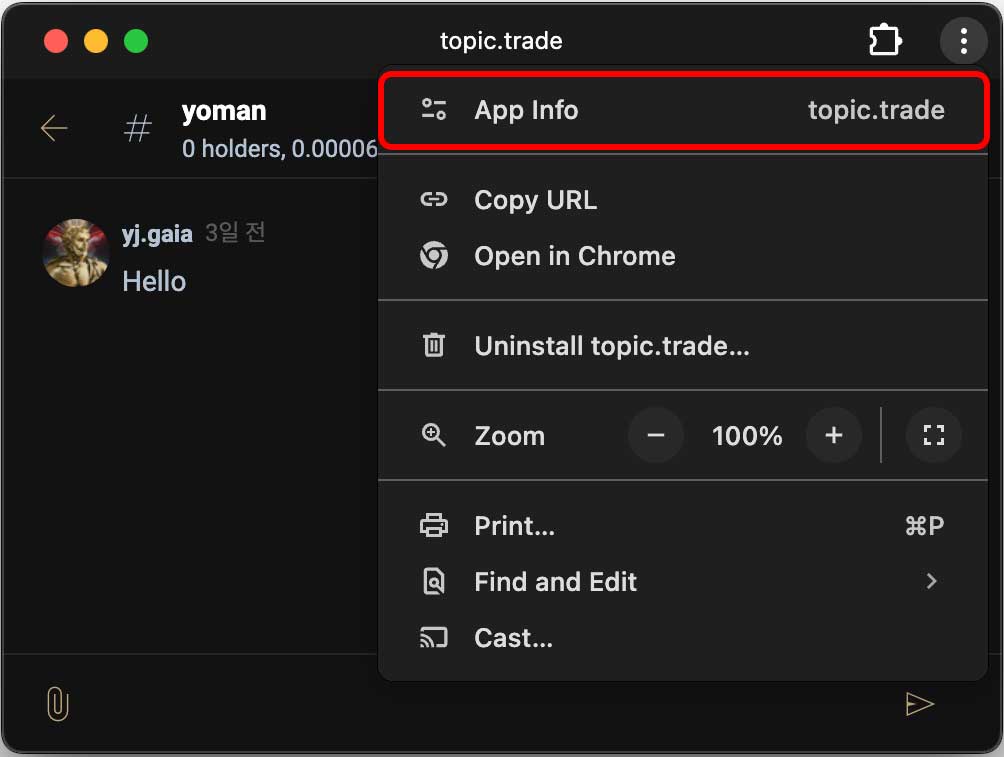 topic.trade
yoman
0 holders, 0.00006
yj.gaia 3일 전
Hello
App Info topic.trade
Copy URL
Open in Chrome
Uninstall topic.trade...
Zoom − 100% +
Print... ⌘P
Find and Edit
Cast...